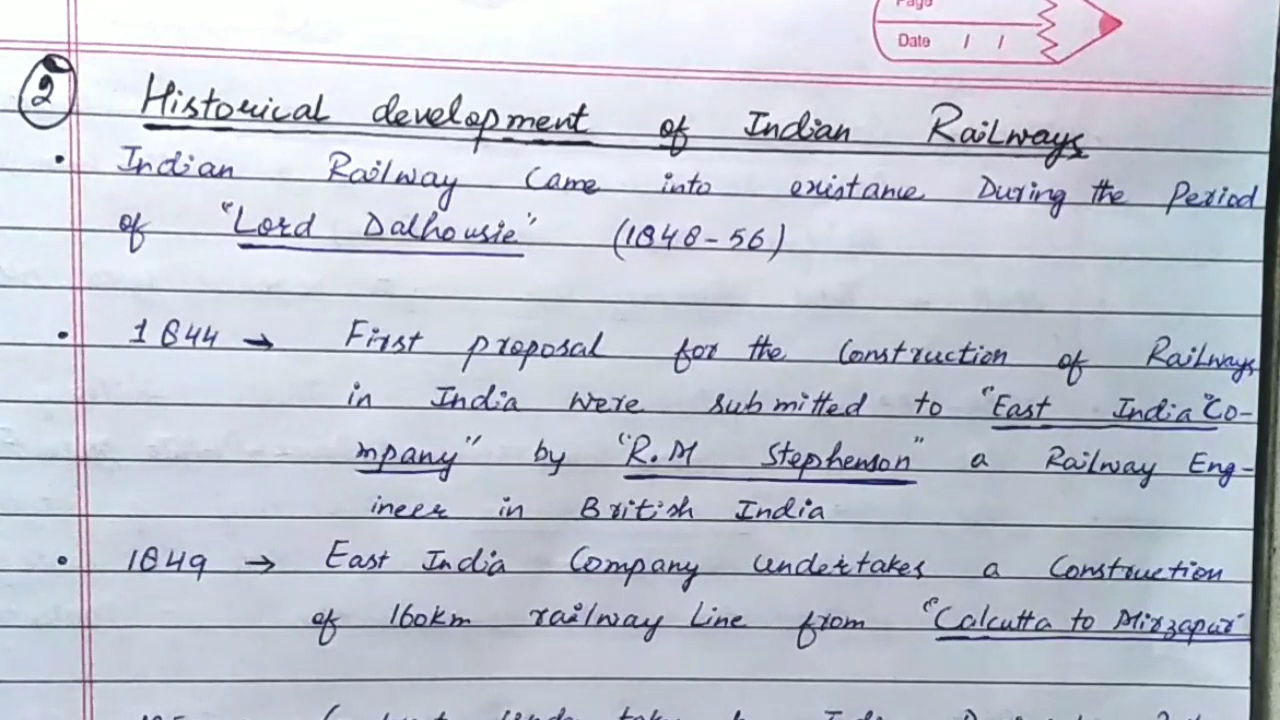 Page
Date / /
2 Historical development of Indian Railways
• Indian Railway Came into existance During the Period
of "Lord Dalhousie" (1848-56)
• 1844 → First proposal for the Construction of Railways
in India were submitted to "East India "Co-
mpany" by "R.M Stephenson" a Railway Eng-
ineer in British India
• 1849 → East India Company undertakes a Construction
of 160km railway Line from "Calcutta to Mirzapur"